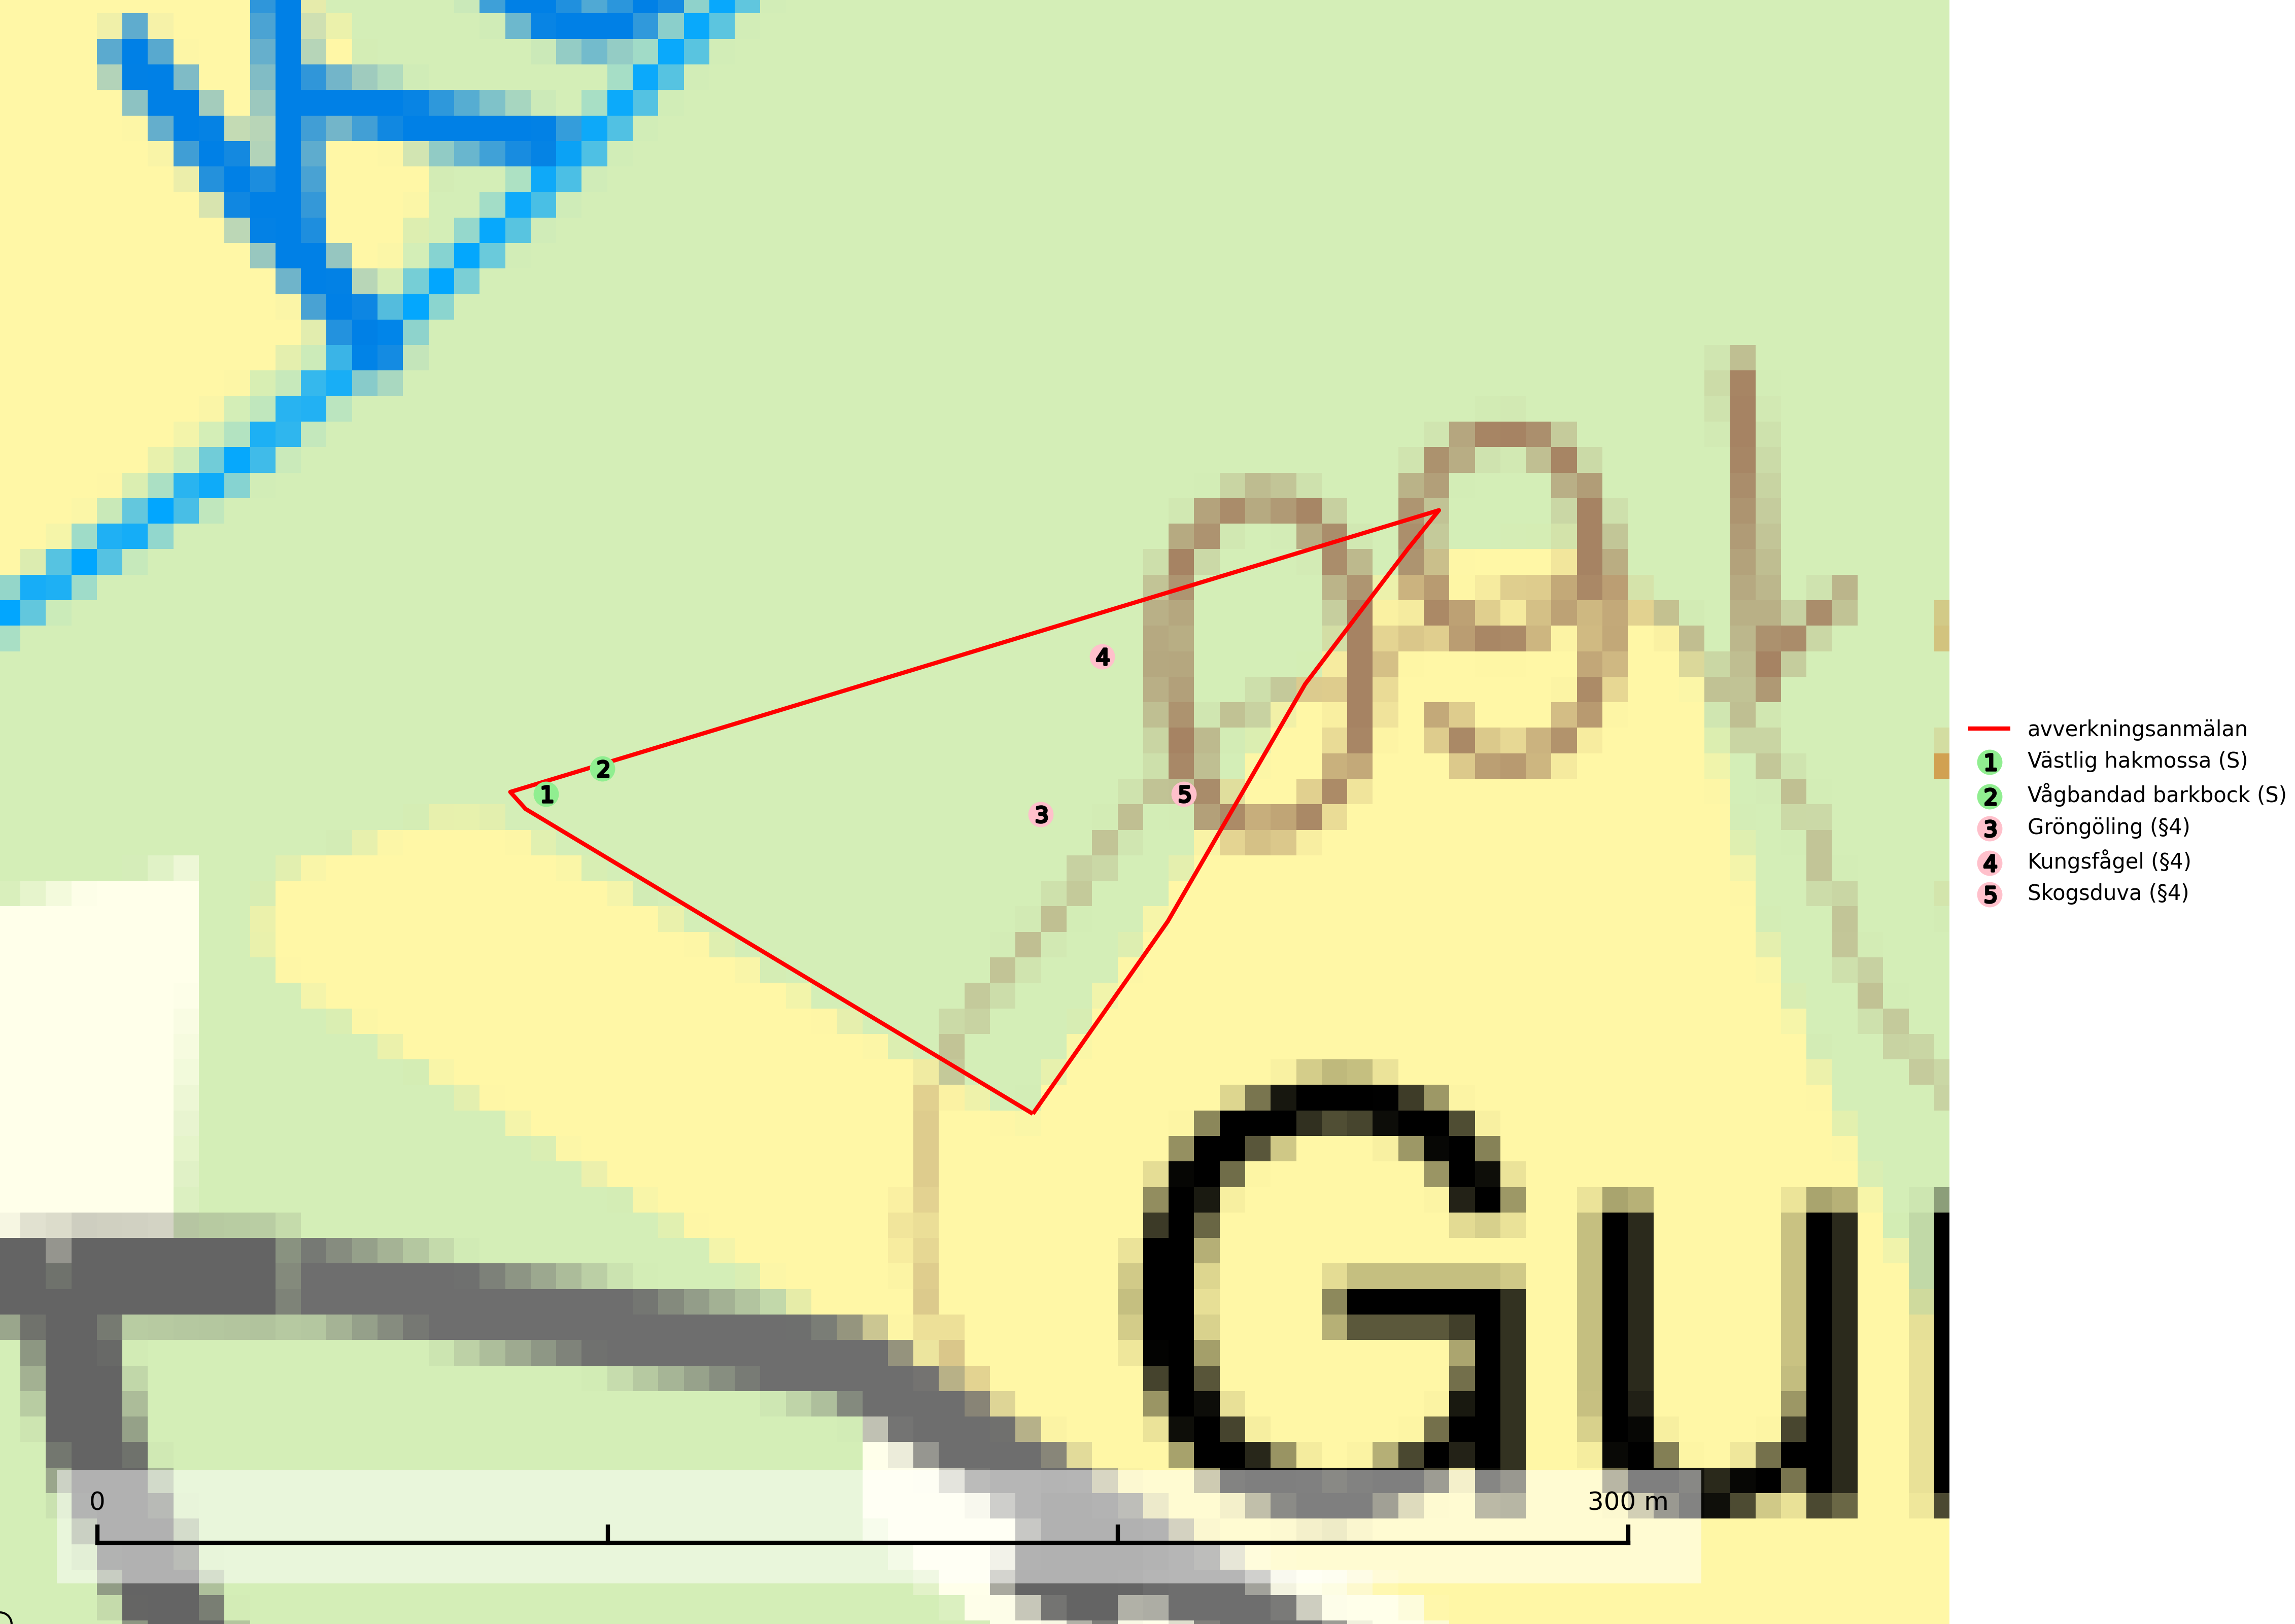 2
1
4
3
5
GU
0 300 m
avverkningsanmälan
1 Västlig hakmossa (S)
2 Vågbandad barkbock (S)
3 Gröngöling (§4)
4 Kungsfågel (§4)
5 Skogsduva (§4)